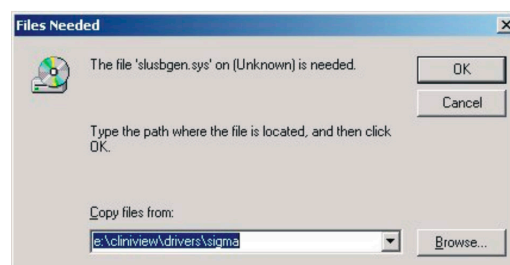 Files Needed
The file 'slusbgen.sys' on (Unknown) is needed.
OK
Cancel
Type the path where the file is located, and then click
OK.
Copy files from:
e:\cliniview\drivers\sigma
Browse...